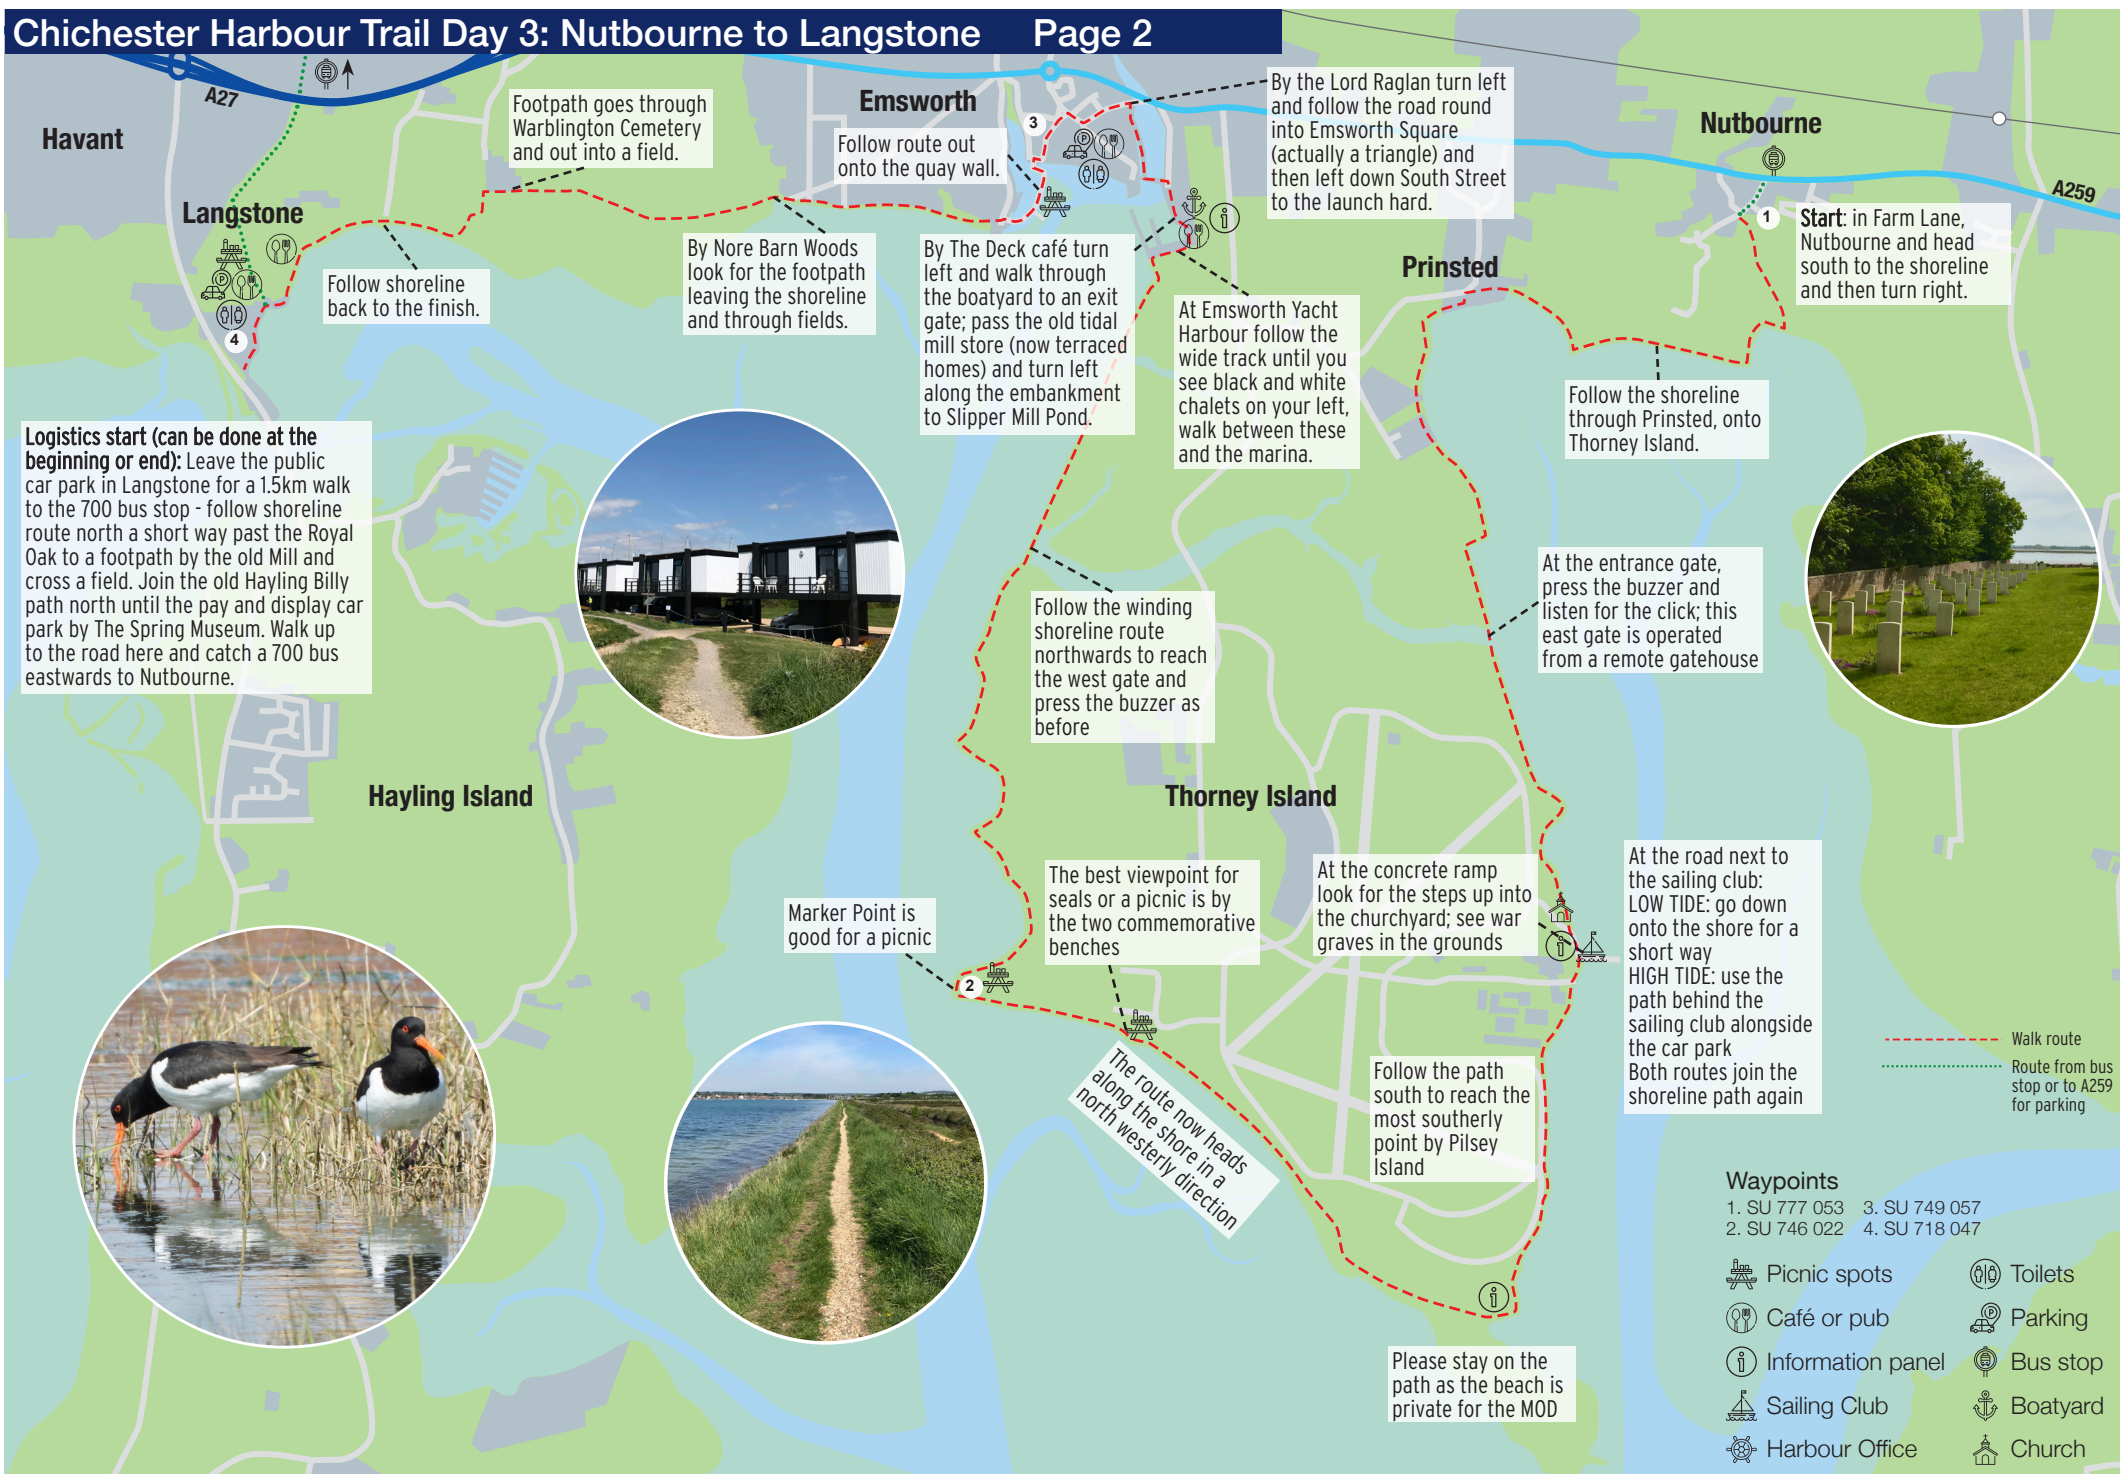 Chichester Harbour Trail Day 3: Nutbourne to Langstone Page 2
A27
Havant
Footpath goes through
Warblington Cemetery
and out into a field.
Emsworth
Follow route out
onto the quay wall.
3
P
By the Lord Raglan turn left
and follow the road round
into Emsworth Square
(actually a triangle) and
then left down South Street
to the launch hard.
Nutbourne
A259
1
Start: in Farm Lane,
Nutbourne and head
south to the shoreline
and then turn right.
Langstone
P
4
Follow shoreline
back to the finish.
By Nore Barn Woods
look for the footpath
leaving the shoreline
and through fields.
By The Deck café turn
left and walk through
the boatyard to an exit
gate; pass the old tidal
mill store (now terraced
homes) and turn left
along the embankment
to Slipper Mill Pond.
i
At Emsworth Yacht
Harbour follow the
wide track until you
see black and white
chalets on your left,
walk between these
and the marina.
Prinsted
Follow the shoreline
through Prinsted, onto
Thorney Island.
Logistics start (can be done at the
beginning or end): Leave the public
car park in Langstone for a 1.5km walk
to the 700 bus stop - follow shoreline
route north a short way past the Royal
Oak to a footpath by the old Mill and
cross a field. Join the old Hayling Billy
path north until the pay and display car
park by The Spring Museum. Walk up
to the road here and catch a 700 bus
eastwards to Nutbourne.
At the entrance gate,
press the buzzer and
listen for the click; this
east gate is operated
from a remote gatehouse
Follow the winding
shoreline route
northwards to reach
the west gate and
press the buzzer as
before
Hayling Island
Thorney Island
Marker Point is
good for a picnic
2
The best viewpoint for
seals or a picnic is by
the two commemorative
benches
At the concrete ramp
look for the steps up into
the churchyard; see war
graves in the grounds
i
At the road next to
the sailing club:
LOW TIDE: go down
onto the shore for a
short way
HIGH TIDE: use the
path behind the
sailing club alongside
the car park
Both routes join the
shoreline path again
The route now heads
along the shore in a
north westerly direction
Follow the path
south to reach the
most southerly
point by Pilsey
Island
i
Please stay on the
path as the beach is
private for the MOD
Walk route
Route from bus
stop or to A259
for parking
Waypoints
1. SU 777 053 3. SU 749 057
2. SU 746 022 4. SU 718 047
Picnic spots
Toilets
Café or pub
P Parking
i Information panel
Bus stop
Sailing Club
Boatyard
Harbour Office
Church